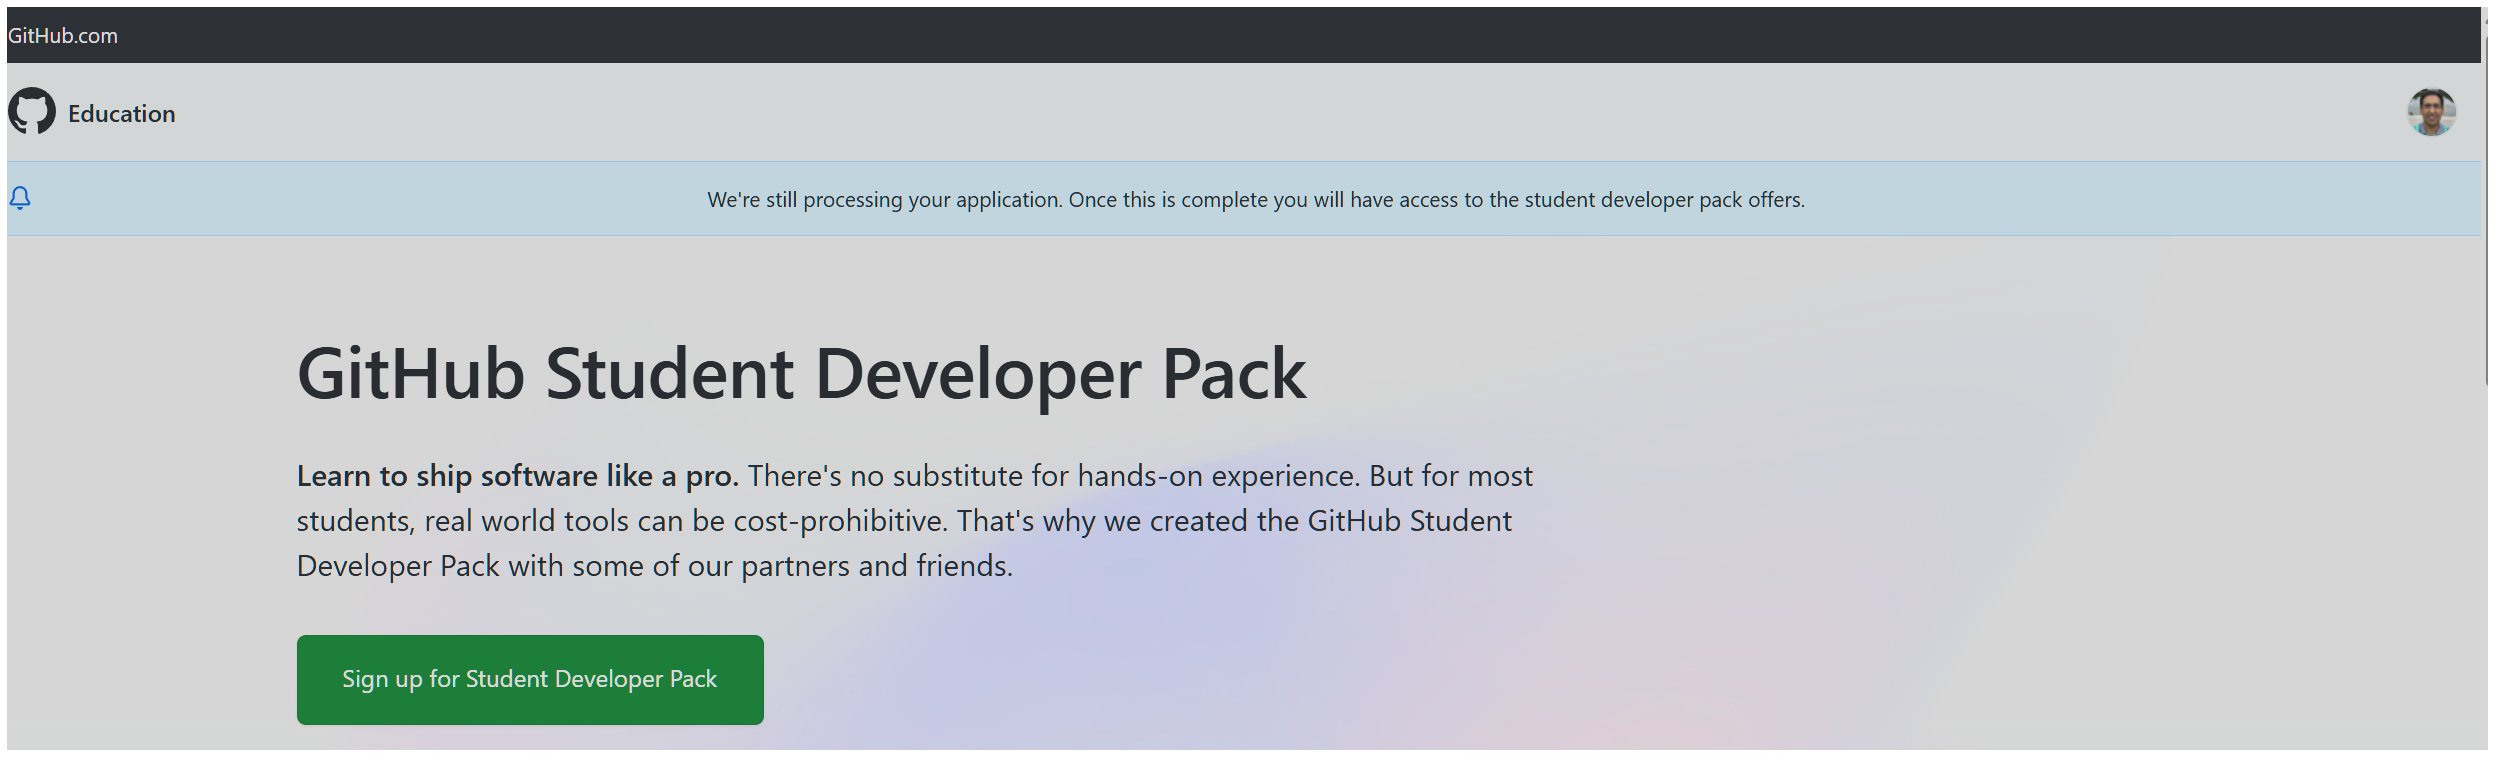 GitHub.com
Education
We're still processing your application. Once this is complete you will have access to the student developer pack offers.
GitHub Student Developer Pack
Learn to ship software like a pro. There's no substitute for hands-on experience. But for most
students, real world tools can be cost-prohibitive. That's why we created the GitHub Student
Developer Pack with some of our partners and friends.
Sign up for Student Developer Pack